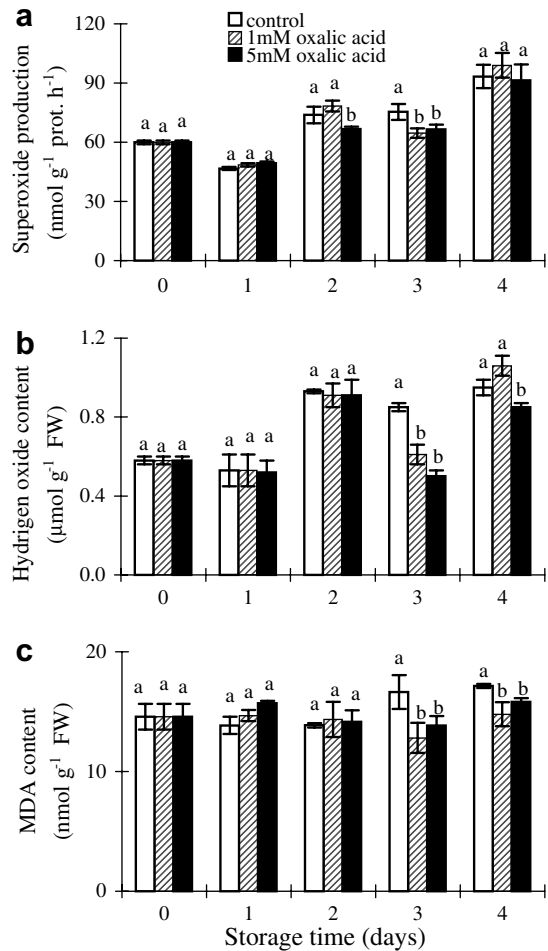 a
control
1mM oxalic acid
5mM oxalic acid
Superoxide production
(nmol g⁻¹ prot. h⁻¹)
120
90
60
30
0
a a a
a a a
a a b
a b b
a a a
0 1 2 3 4
b
Hydrigen oxide content
(μmol g⁻¹ FW)
1.2
0.8
0.4
0.0
a a a
a a a
a a a
a b b
a a b
0 1 2 3 4
c
MDA content
(nmol g⁻¹ FW)
20
10
0
a a a
a a a
a a a
a b b
a b b
0 1 2 3 4
Storage time (days)